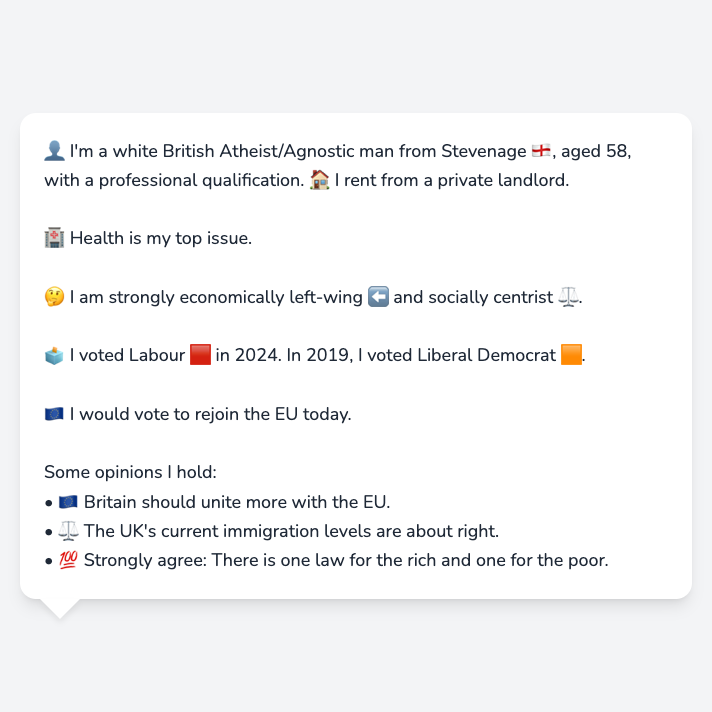 👤 I'm a white British Atheist/Agnostic man from Stevenage 🏴󠁧󠁢󠁥󠁮󠁧󠁿, aged 58,
with a professional qualification. 🏠 I rent from a private landlord.
🏥 Health is my top issue.
🤔 I am strongly economically left-wing ⬅️ and socially centrist ⚖️.
🗳️ I voted Labour 🟥 in 2024. In 2019, I voted Liberal Democrat 🟧.
🇪🇺 I would vote to rejoin the EU today.
Some opinions I hold:
• 🇪🇺 Britain should unite more with the EU.
• ⚖️ The UK's current immigration levels are about right.
• 💯 Strongly agree: There is one law for the rich and one for the poor.